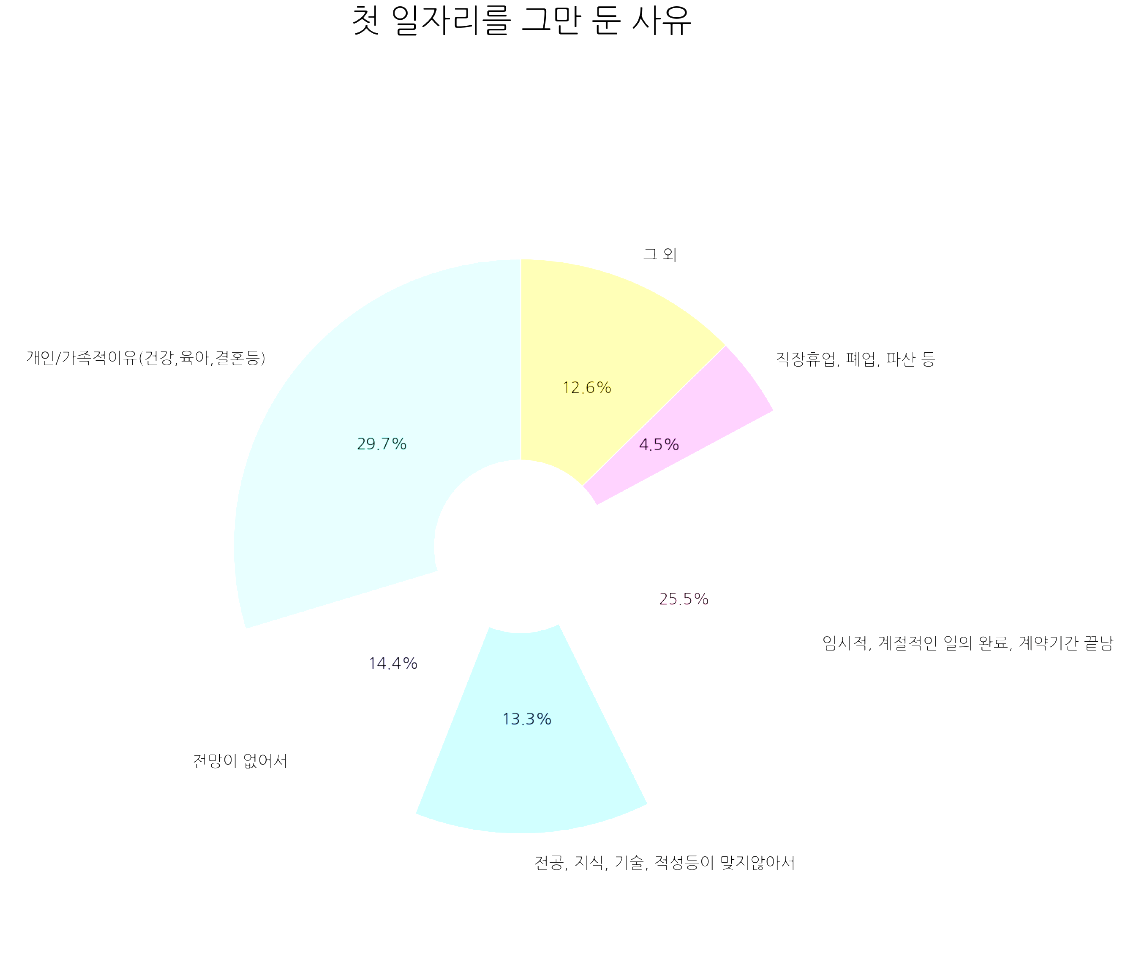 첫 일자리를 그만 둔 사유
그 외
개인/가족적이유(건강,육아,결혼등)
직장휴업, 폐업, 파산 등
12.6%
29.7%
4.5%
25.5%
임시적, 계절적인 일의 완료, 계약기간 끝남
14.4%
13.3%
전망이 없어서
전공, 지식, 기술, 적성등이 맞지않아서